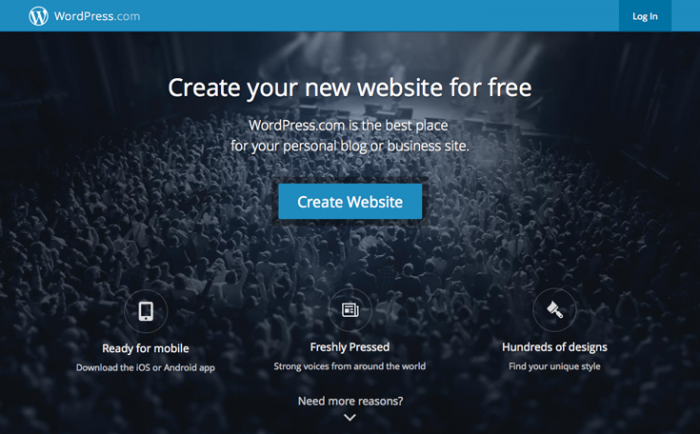 WordPress.com
Log In
Create your new website for free
WordPress.com is the best place
for your personal blog or business site.
Create Website
Ready for mobile
Download the iOS or Android app
Freshly Pressed
Strong voices from around the world
Hundreds of designs
Find your unique style
Need more reasons?